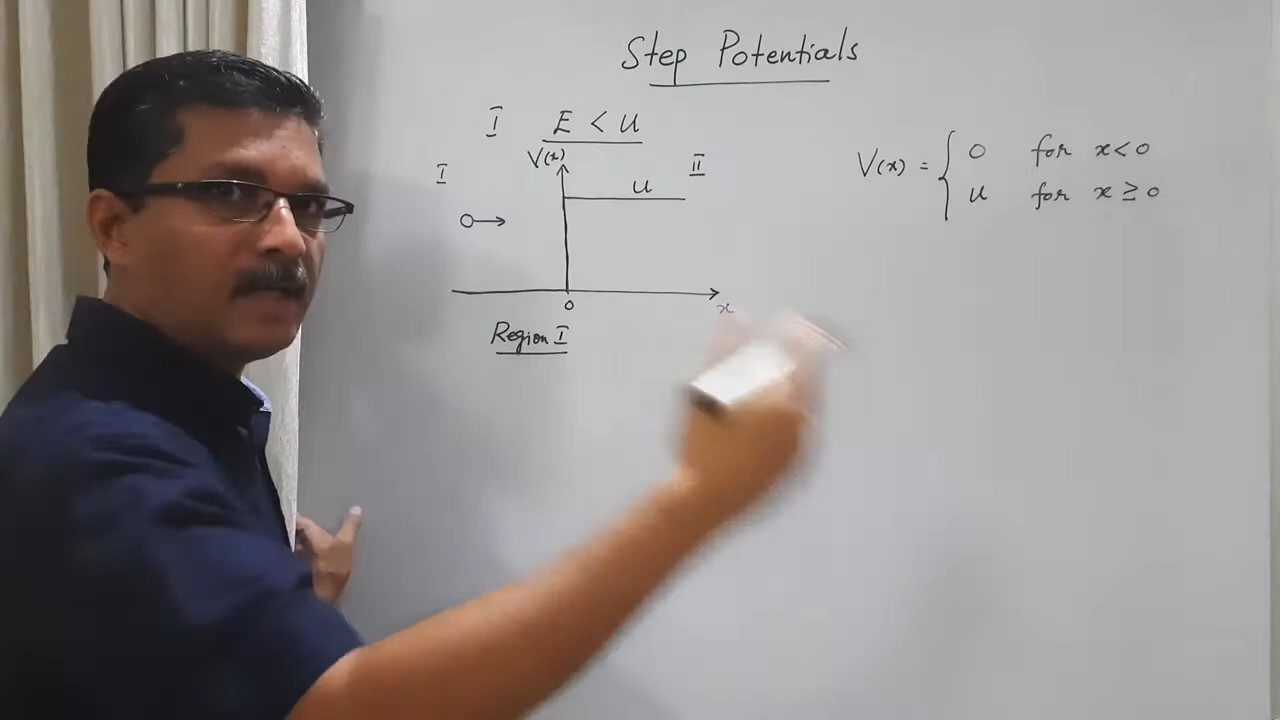 Step Potentials
I E < U
V(x)
I
II
U
V(x) = { 0 for x < 0
U for x ≥ 0
0
x
Region I